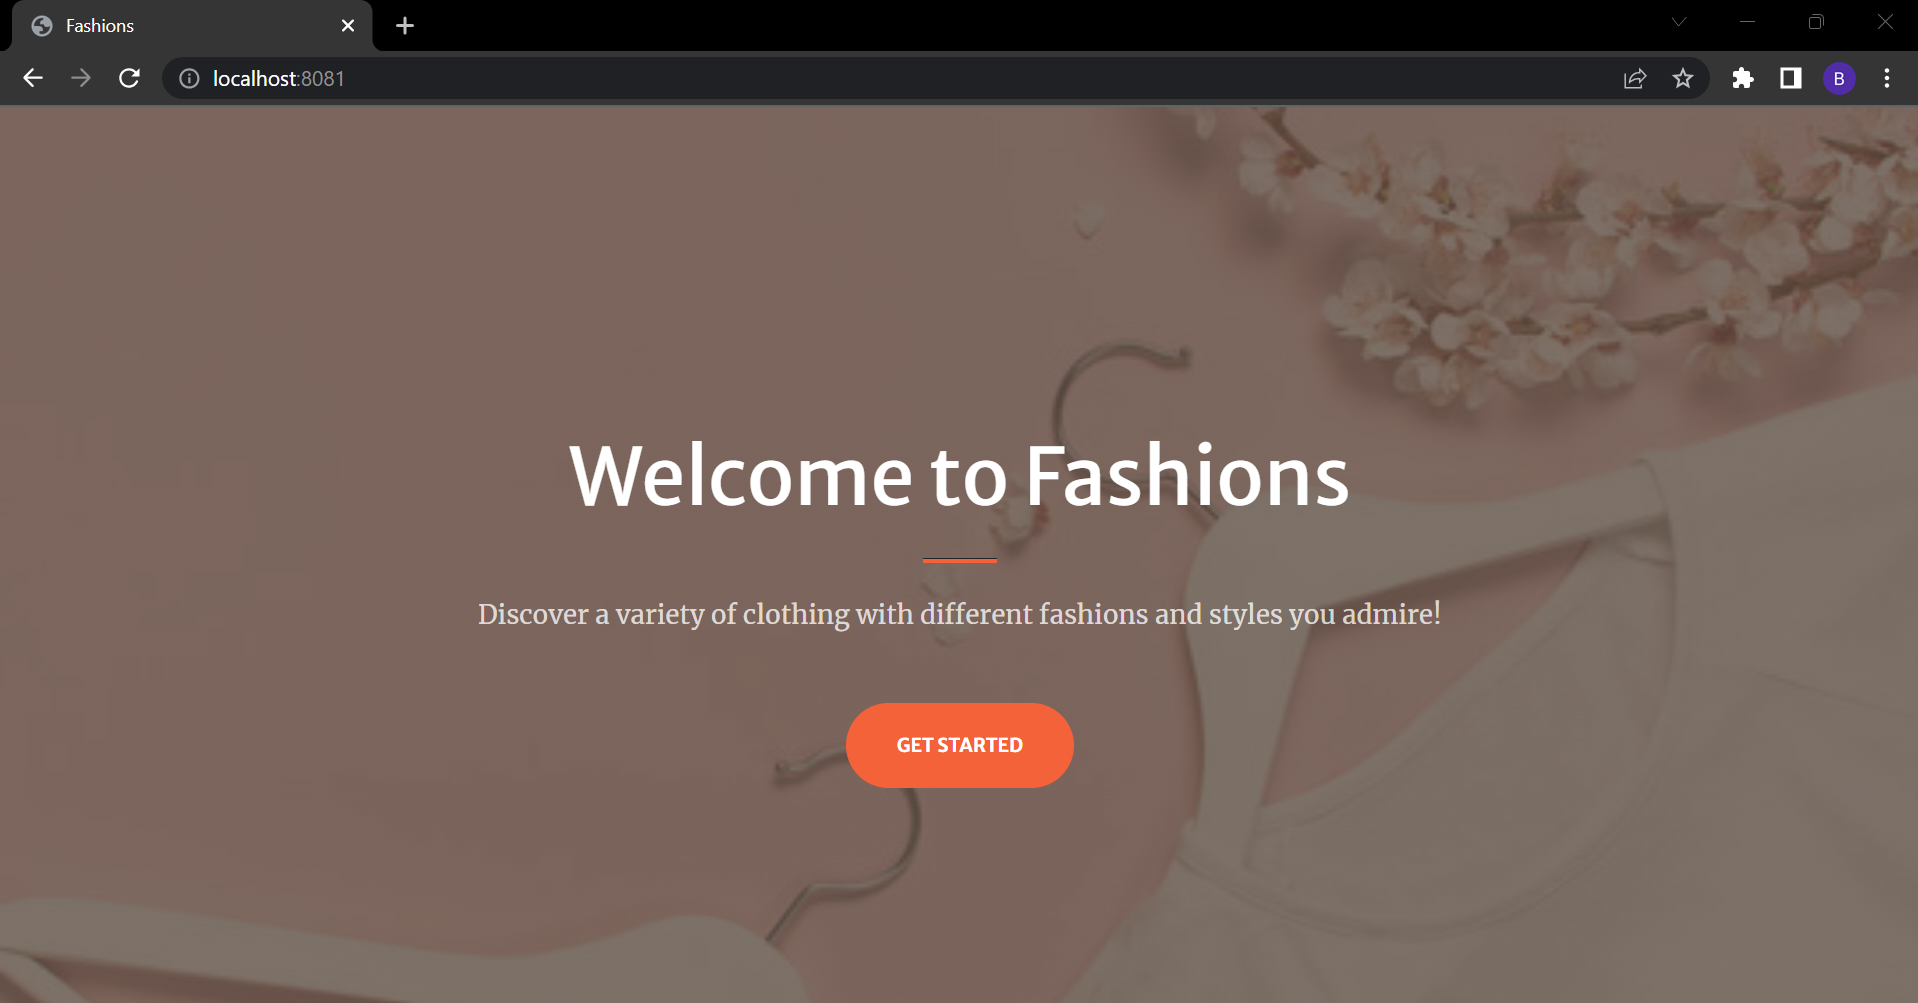 Fashions
localhost:8081
B
Welcome to Fashions
Discover a variety of clothing with different fashions and styles you admire!
GET STARTED